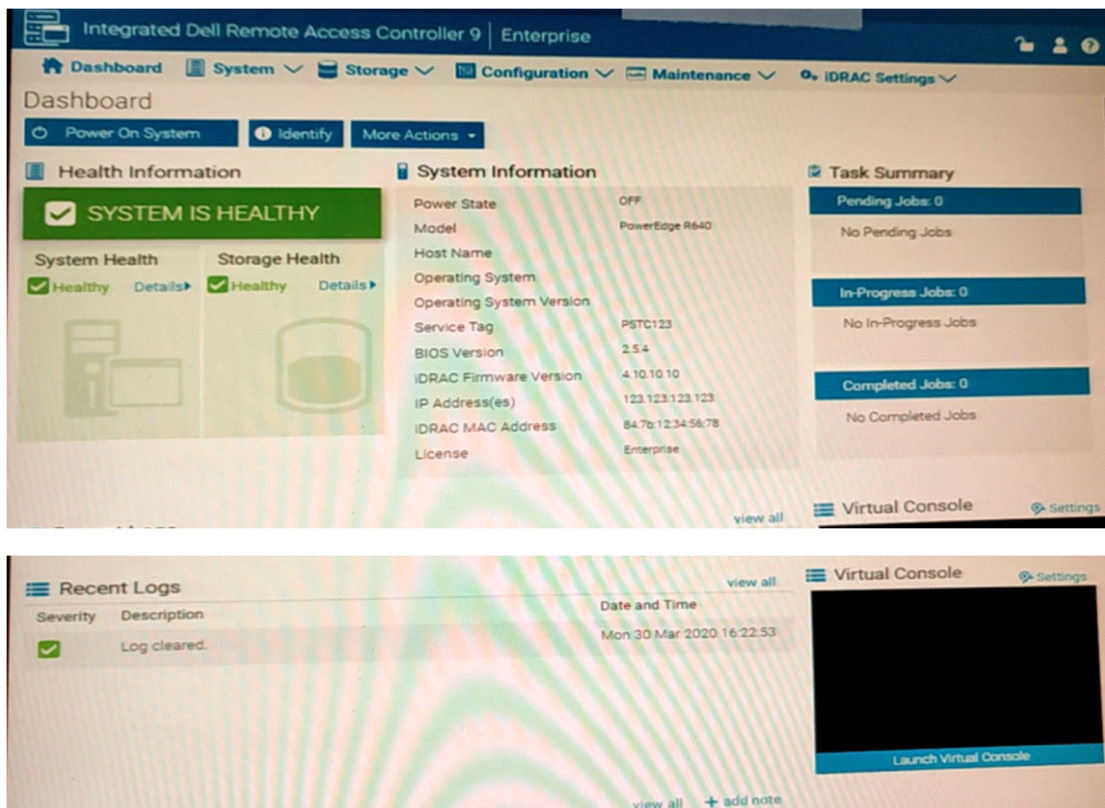 Integrated Dell Remote Access Controller 9 | Enterprise
Dashboard System Storage Configuration Maintenance iDRAC Settings
Dashboard
Power On System Identify More Actions
Health Information
SYSTEM IS HEALTHY
System Health Storage Health
Healthy Details Healthy Details
System Information
Power State OFF
Model PowerEdge R640
Host Name
Operating System
Operating System Version
Service Tag PSTC123
BIOS Version 2.5.4
iDRAC Firmware Version 4.10.10.10
IP Address(es) 123.123.123.123
iDRAC MAC Address 84:7b:12:34:56:78
License Enterprise
Task Summary
Pending Jobs: 0
No Pending Jobs
In-Progress Jobs: 0
No In-Progress Jobs
Completed Jobs: 0
No Completed Jobs
view all
Virtual Console Settings
Recent Logs view all
Severity Description Date and Time
Log cleared. Mon 30 Mar 2020 16:22:53
Virtual Console Settings
Launch Virtual Console
view all + add note